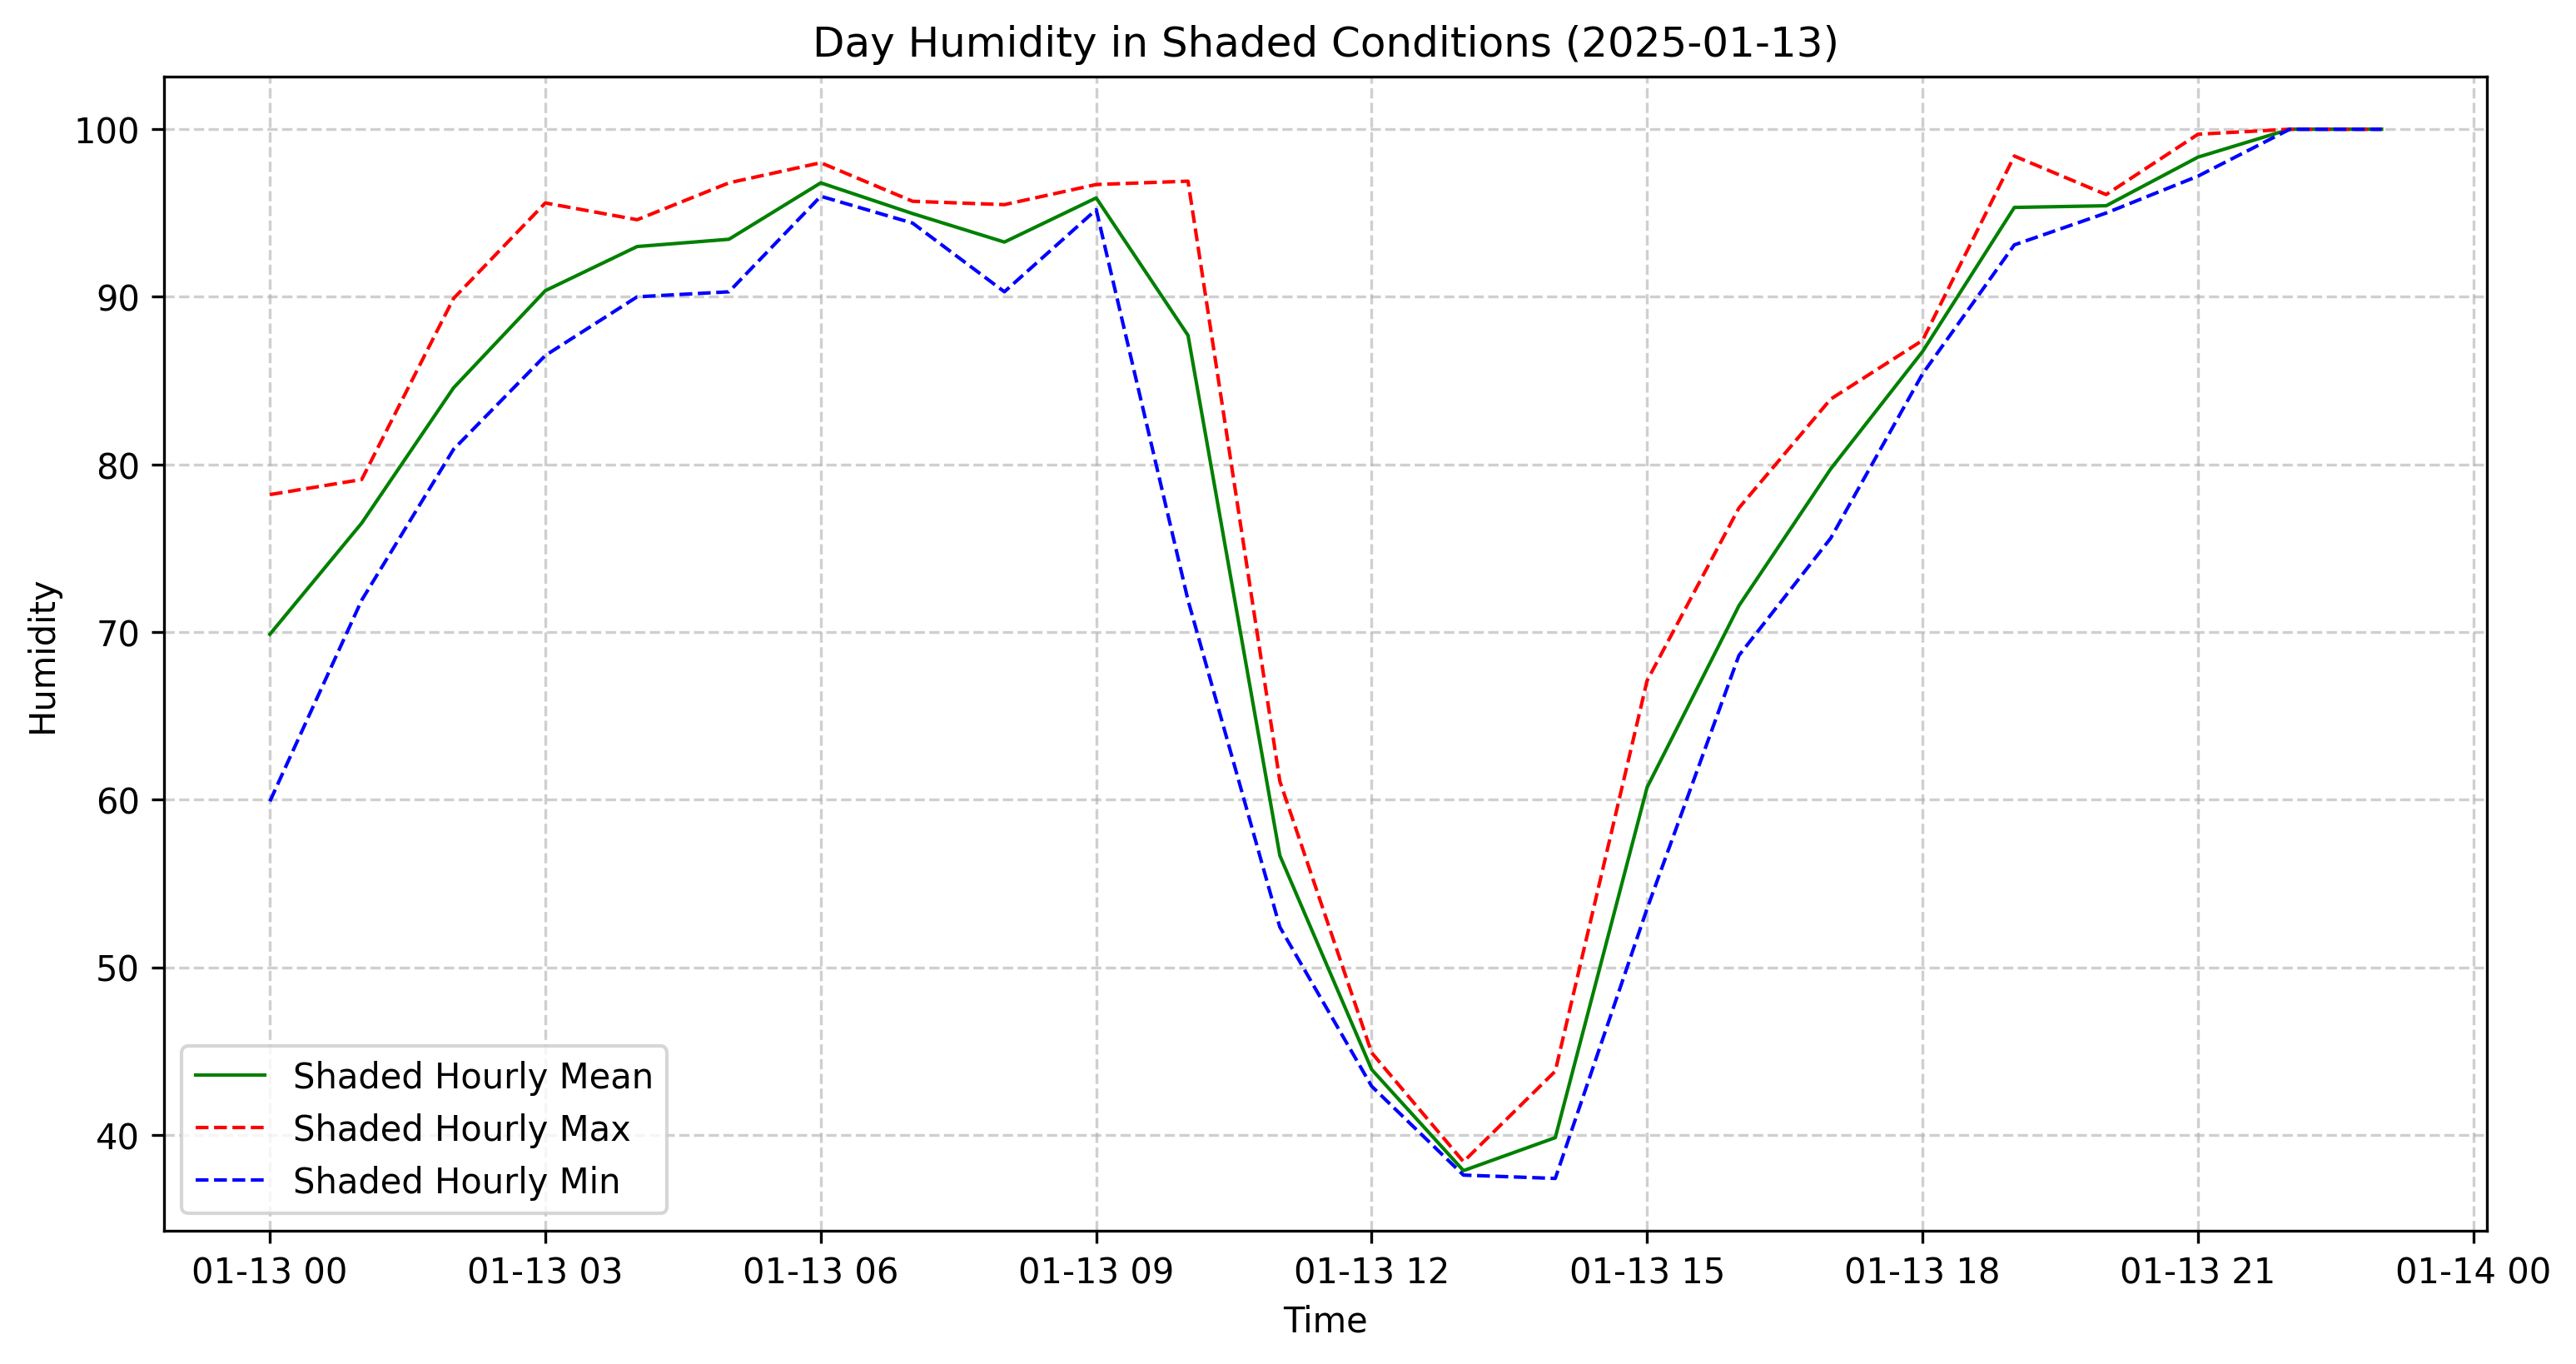 Day Humidity in Shaded Conditions (2025-01-13)
100
90
80
70
60
50
40
Humidity
Shaded Hourly Mean
Shaded Hourly Max
Shaded Hourly Min
01-13 00 01-13 03 01-13 06 01-13 09 01-13 12 01-13 15 01-13 18 01-13 21 01-14 00
Time